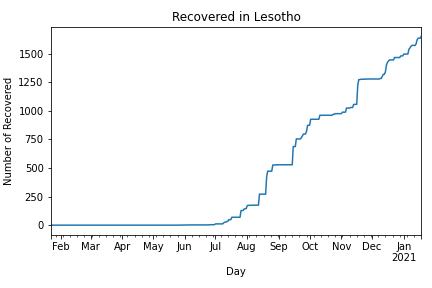 Recovered in Lesotho
Number of Recovered
1500
1250
1000
750
500
250
0
Feb Mar Apr May Jun Jul Aug Sep Oct Nov Dec Jan
2021
Day